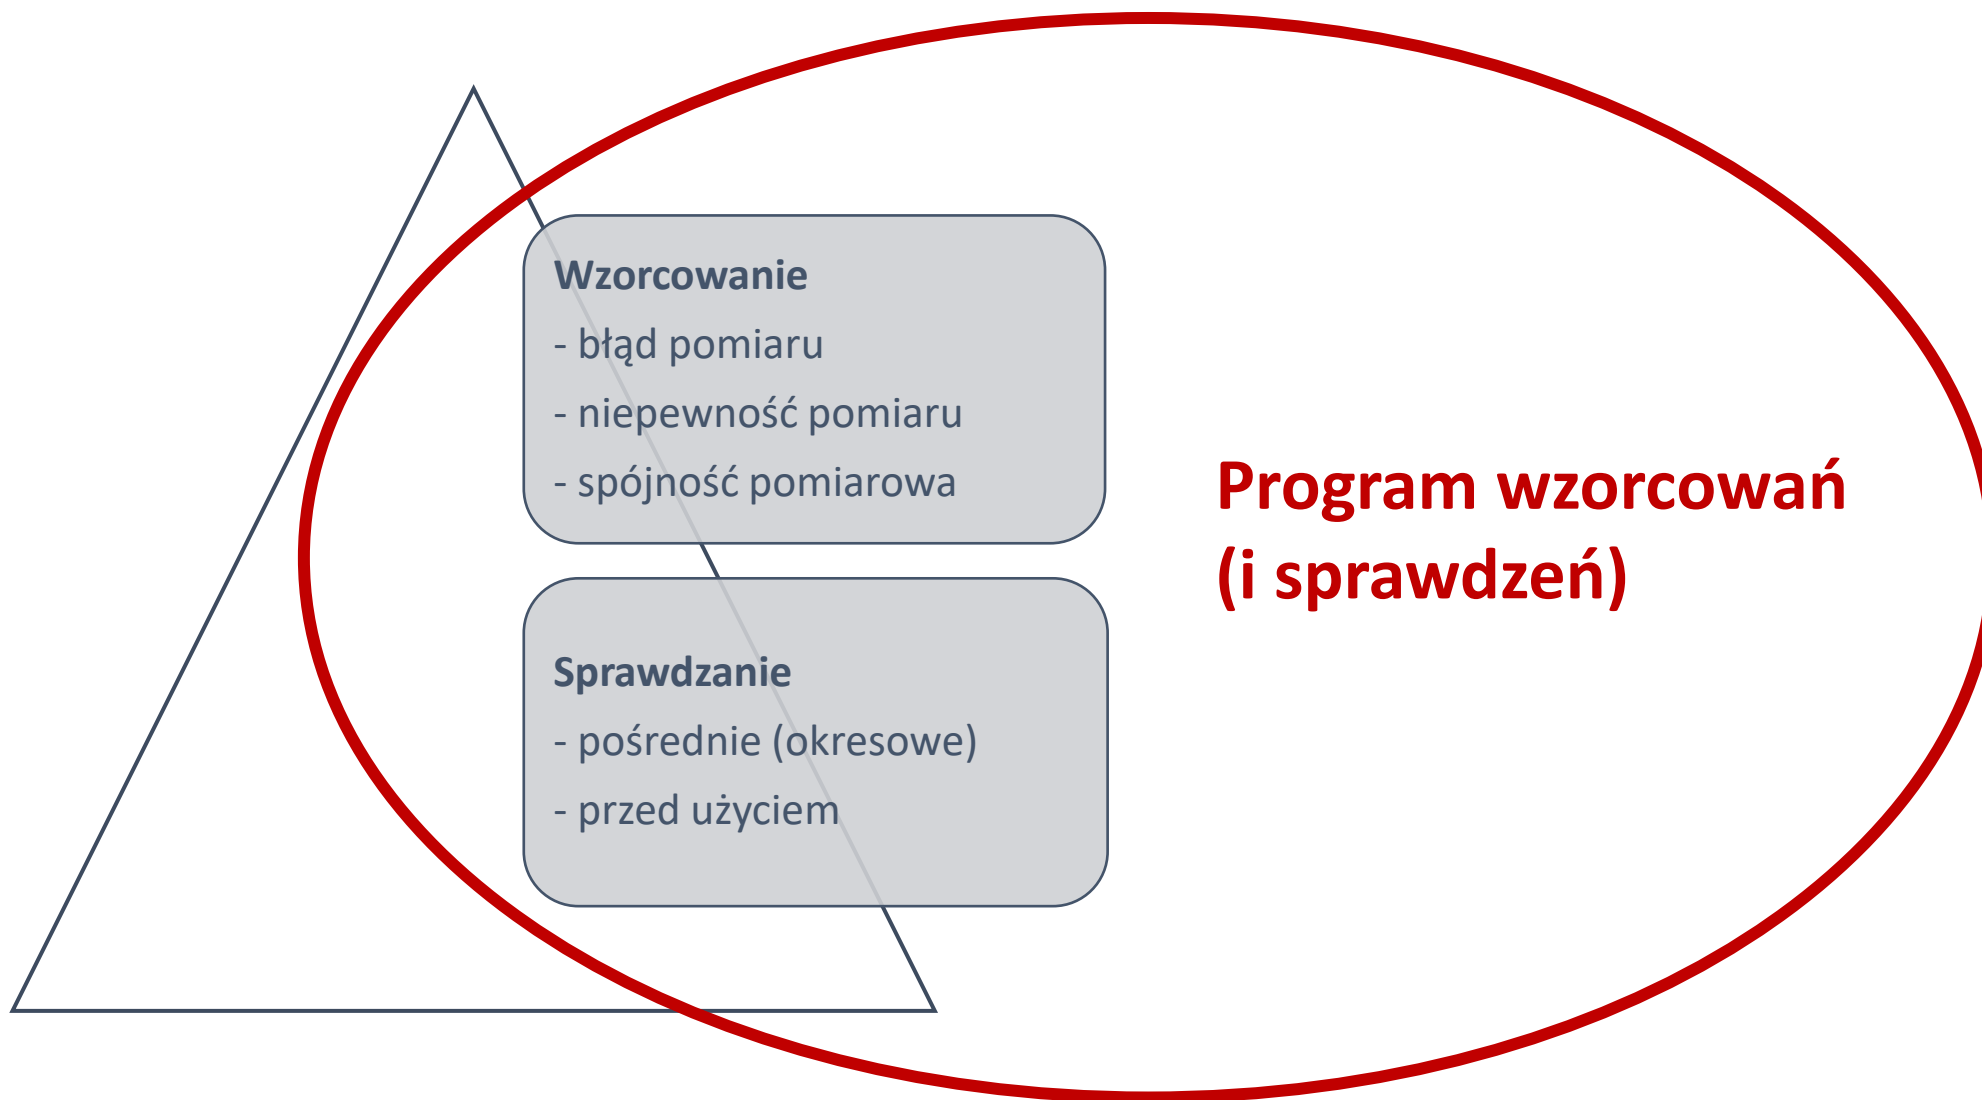 Wzorcowanie
- błąd pomiaru
- niepewność pomiaru
- spójność pomiarowa
Sprawdzanie
- pośrednie (okresowe)
- przed użyciem
Program wzorcowań
(i sprawdzeń)